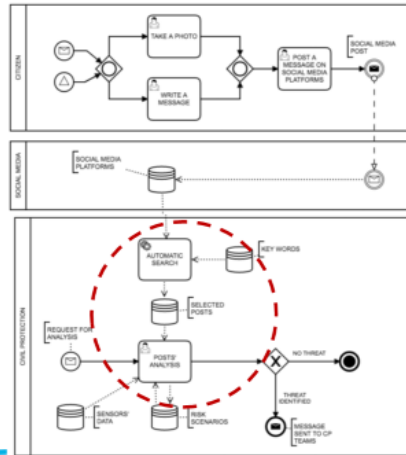 CITIZEN
TAKE A PHOTO
WRITE A
MESSAGE
POST A
MESSAGE ON
SOCIAL MEDIA
PLATFORMS
SOCIAL MEDIA
POST
SOCIAL MEDIA
SOCIAL MEDIA
PLATFORMS
CIVIL PROTECTION
AUTOMATIC
SEARCH
KEY WORDS
SELECTED
POSTS
REQUEST FOR
ANALYSIS
POSTS'
ANALYSIS
NO THREAT
THREAT
IDENTIFIED
SENSORS'
DATA
RISK
SCENARIOS
MESSAGE
SENT TO CP
TEAMS